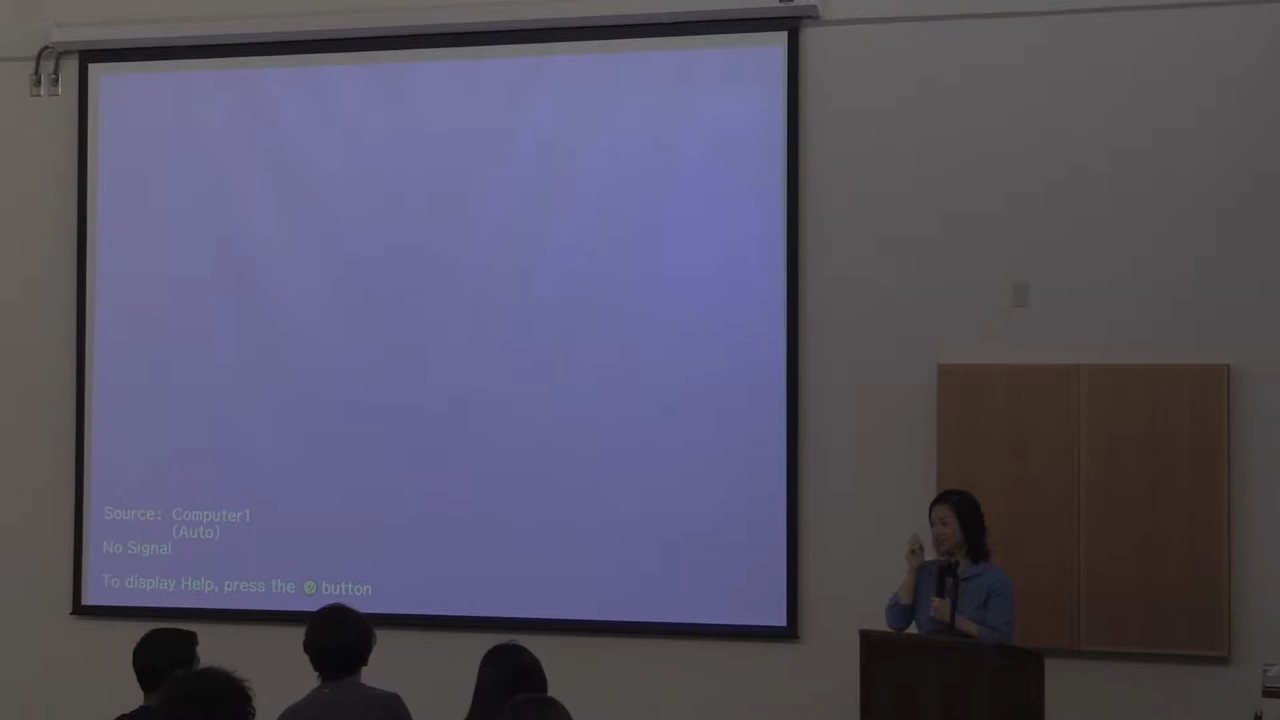 Source: Computer1
(Auto)
No Signal
To display Help, press the button